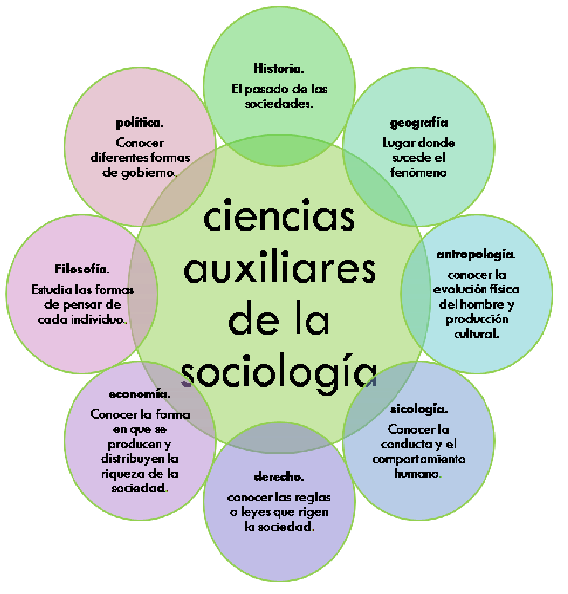 Historia.
El pasado de las
sociedades.
geografía
Lugar donde
sucede el
fenómeno
antropología.
conocer la
evolución física
del hombre y
producción
cultural.
sicología.
Conocer la
conducta y el
comportamiento
humano.
derecho.
conocer las reglas
o leyes que rigen
la sociedad.
economía.
Conocer la forma
en que se
producen y
distribuyen la
riqueza de la
sociedad.
Filosofía.
Estudia las formas
de pensar de
cada individuo.
política.
Conocer
diferentes formas
de gobierno.
ciencias
auxiliares
de la
sociología